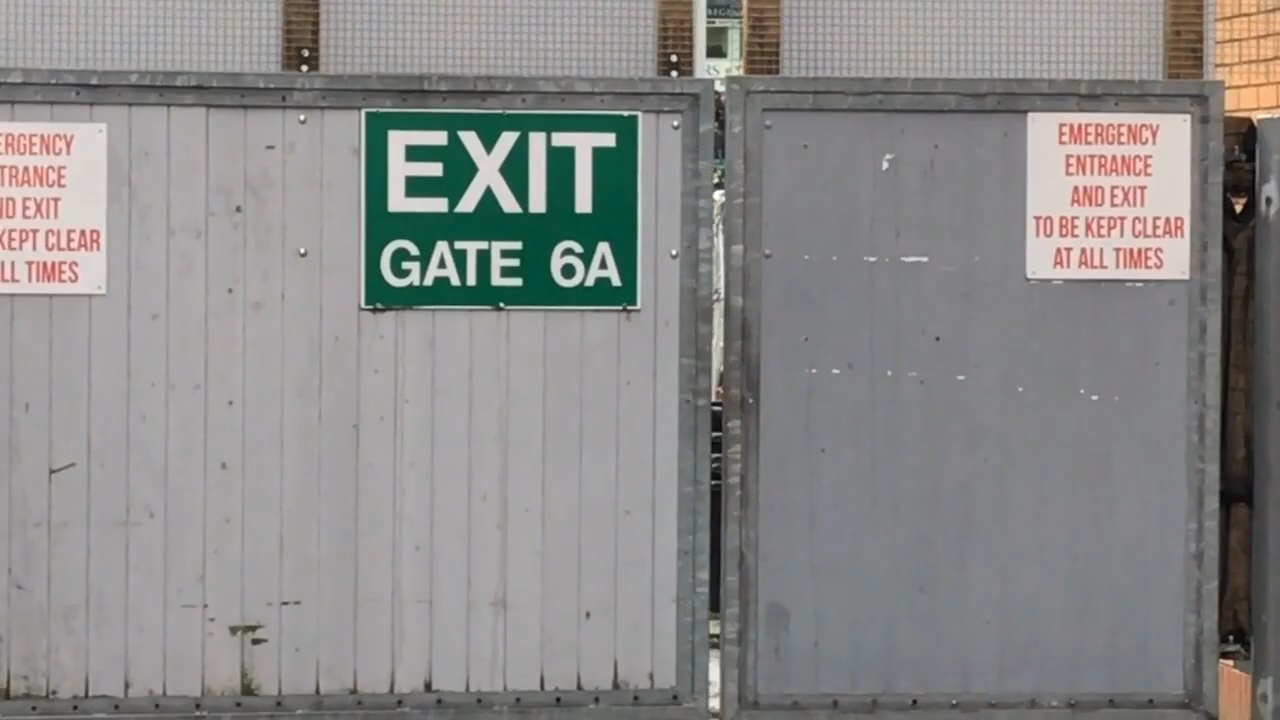 ERGENCY
TRANCE
ND EXIT
KEPT CLEAR
LL TIMES
EXIT
GATE 6A
EMERGENCY
ENTRANCE
AND EXIT
TO BE KEPT CLEAR
AT ALL TIMES